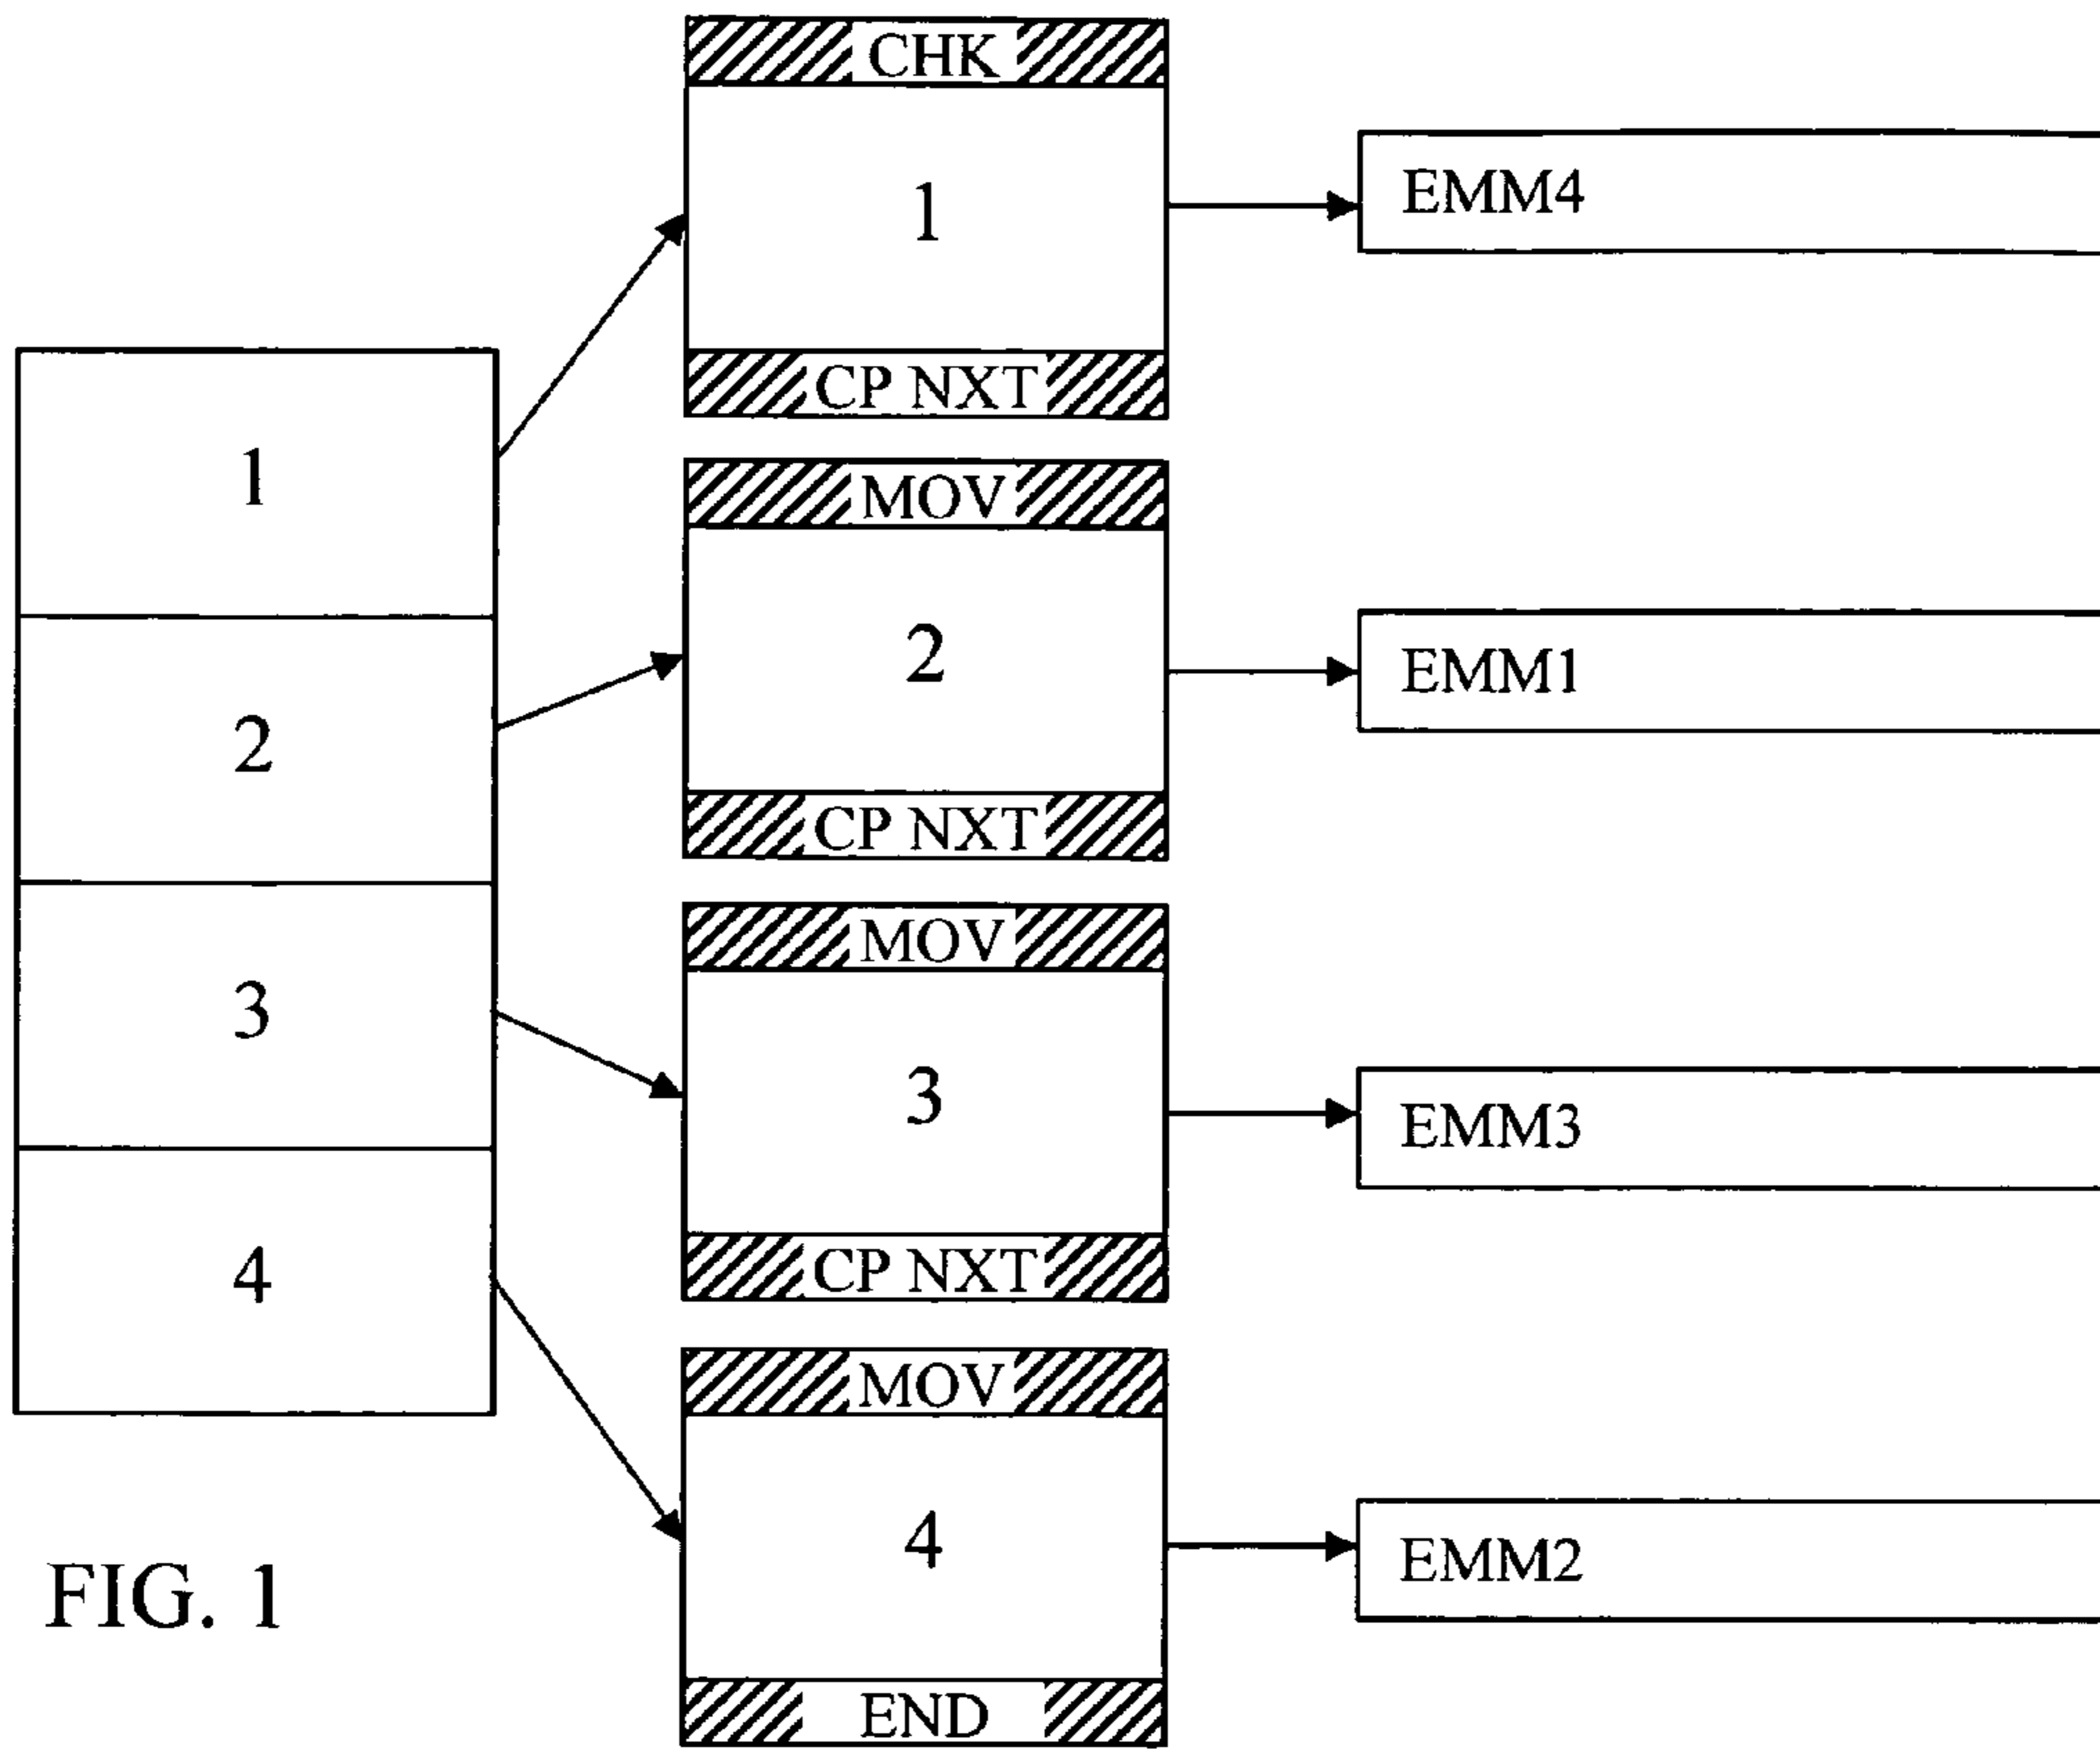 1
2
3
4
CHK
1
CP NXT
MOV
2
CP NXT
MOV
3
CP NXT
MOV
4
END
EMM4
EMM1
EMM3
EMM2
FIG. 1